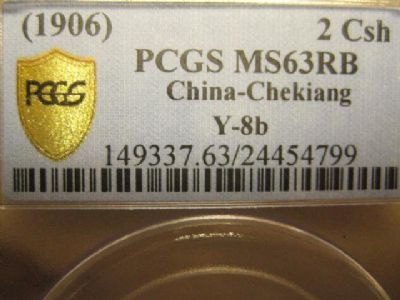 (1906) 2 Csh
PCGS MS63RB
PCGS
China-Chekiang
Y-8b
149337.63/24454799